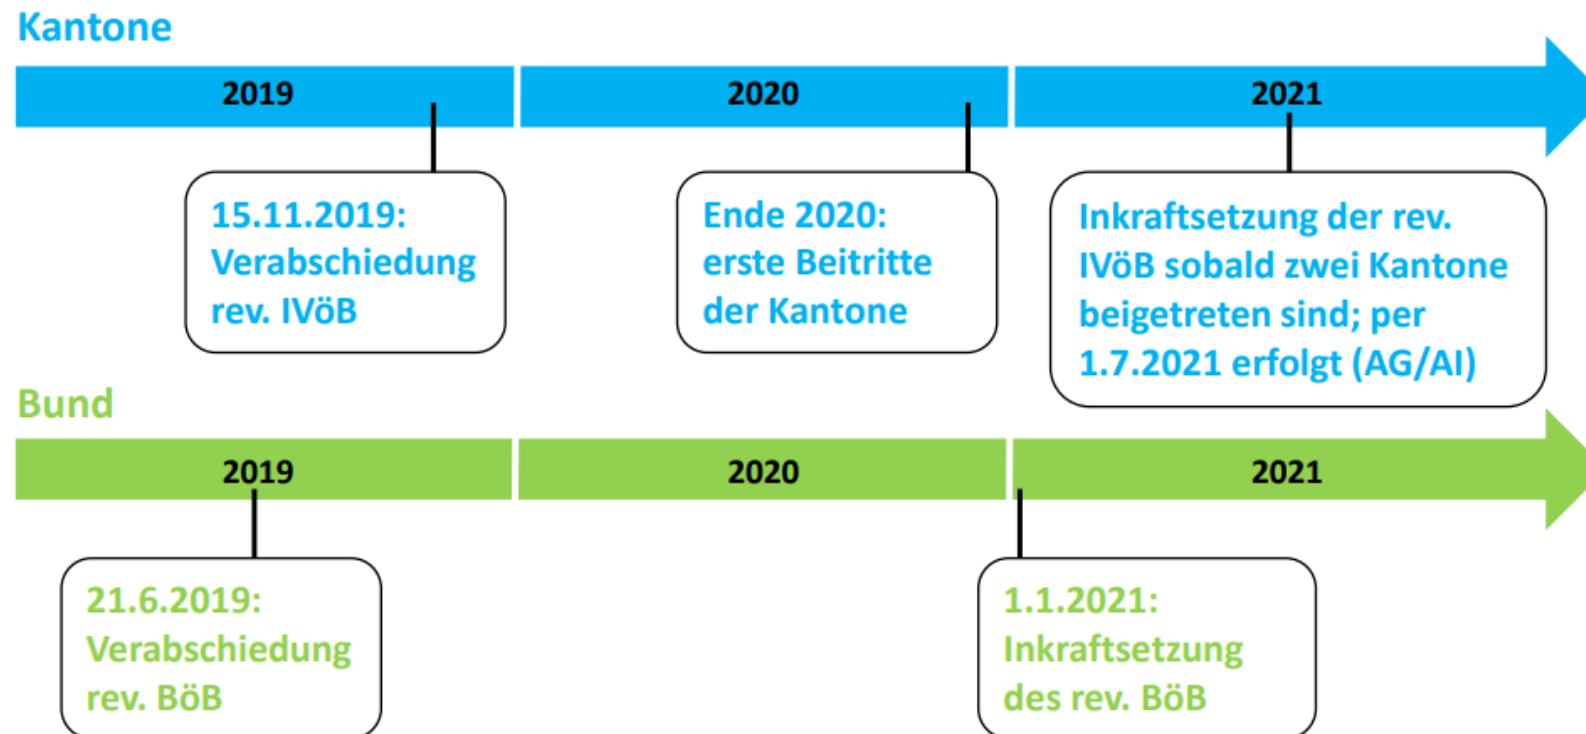 Kantone
2019
2020
2021
15.11.2019:
Verabschiedung
rev. IVöB
Ende 2020:
erste Beitritte
der Kantone
Inkraftsetzung der rev.
IVöB sobald zwei Kantone
beigetreten sind; per
1.7.2021 erfolgt (AG/AI)
Bund
2019
2020
2021
21.6.2019:
Verabschiedung
rev. BöB
1.1.2021:
Inkraftsetzung
des rev. BöB